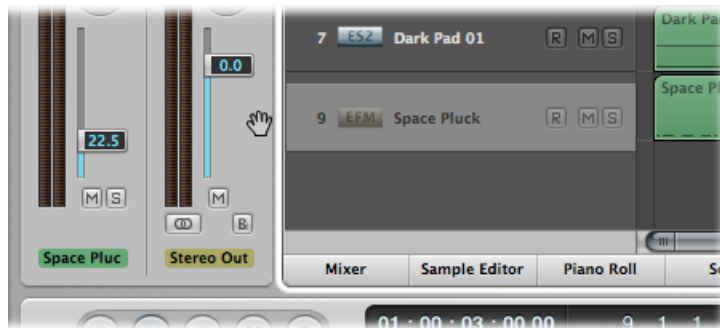 0.0
22.5
M S
M
B
Space Pluc
Stereo Out
7 ES2 Dark Pad 01 R M S
9 EFM Space Pluck R M S
Dark Pa
Space Pl
Mixer Sample Editor Piano Roll
01 : 00 : 03 : 00.00 9 1 1